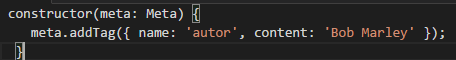 constructor(meta: Meta) {
meta.addTag({ name: 'autor', content: 'Bob Marley' });
}